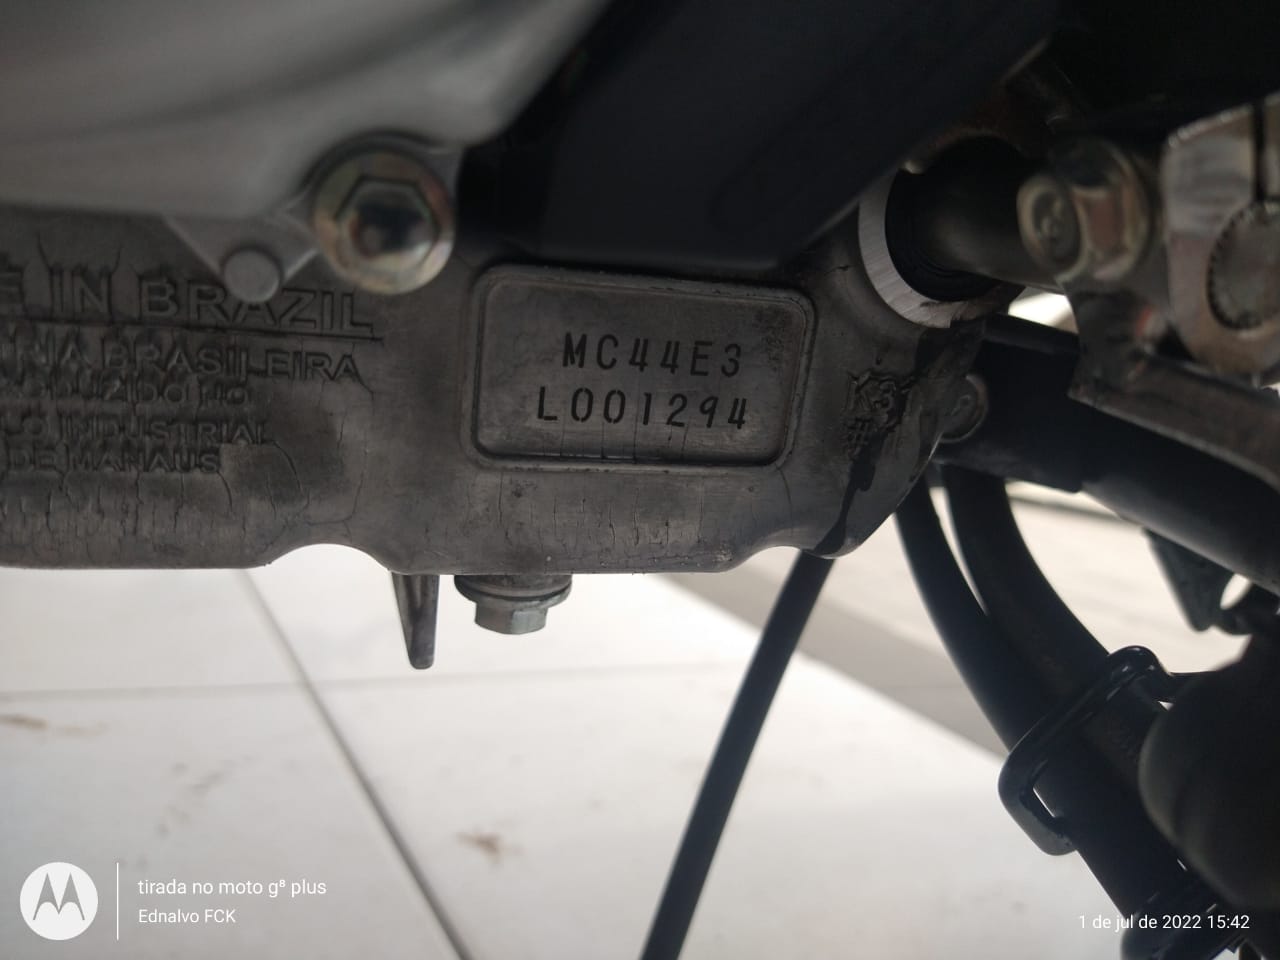 IN BRAZIL
BRASILEIRA
INDUSTRIAL
DE MANAUS
MC44E3
L001294
K3
tirada no moto g⁸ plus
Ednalvo FCK
1 de jul de 2022 15:42